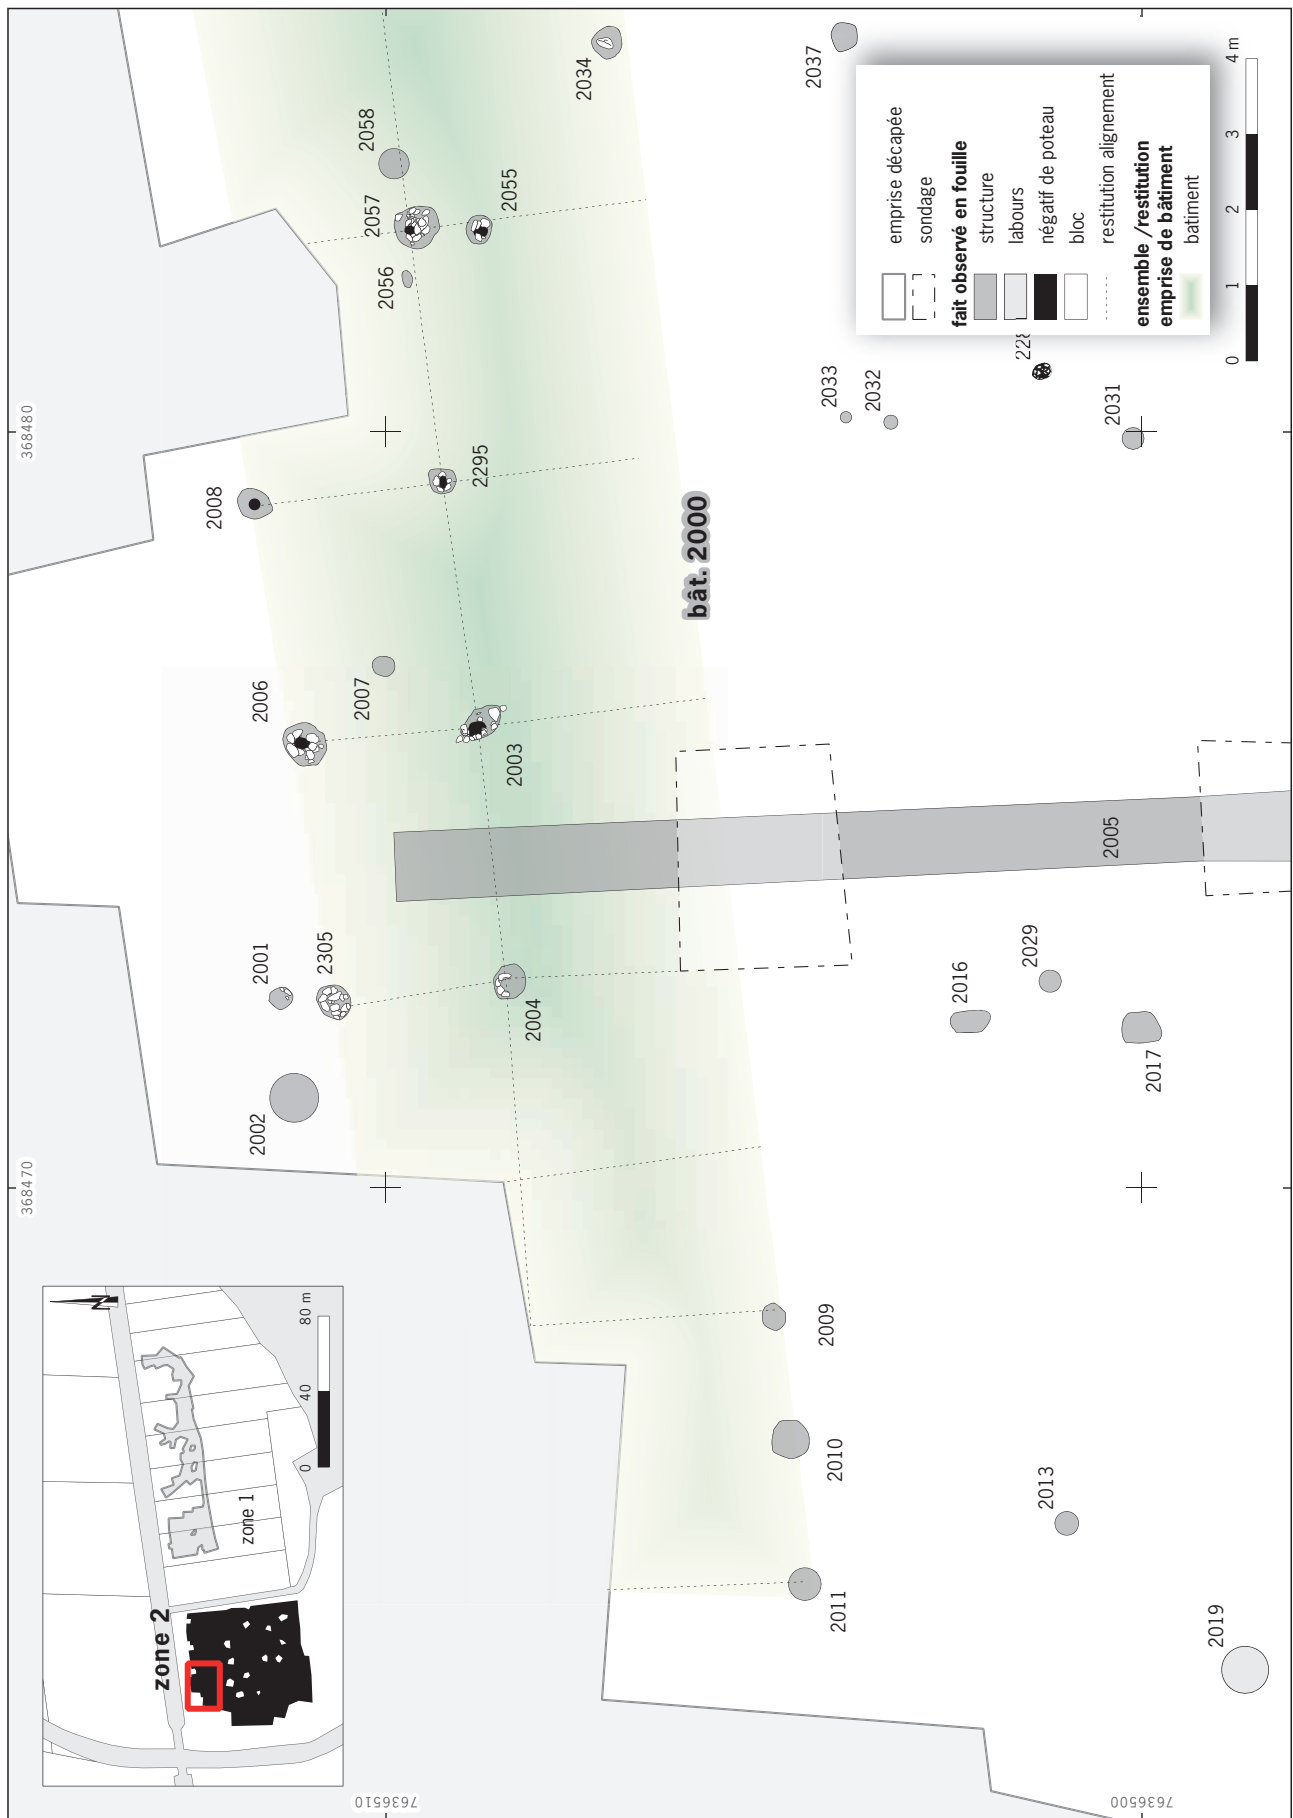 368480
368470
7636510
7636500
2034
2037
2058
2057
2055
2056
2033
2032
228
2031
2008
2295
bât. 2000
2006
2007
2003
2005
2001
2305
2004
2002
2016
2029
2017
2009
2010
2011
2013
2019
emprise décapée
sondage
fait observé en fouille
structure
labours
négatif de poteau
bloc
restitution alignement
ensemble /restitution
emprise de bâtiment
batiment
0 1 2 3 4 m
N
zone 1
zone 2
0 40 80 m